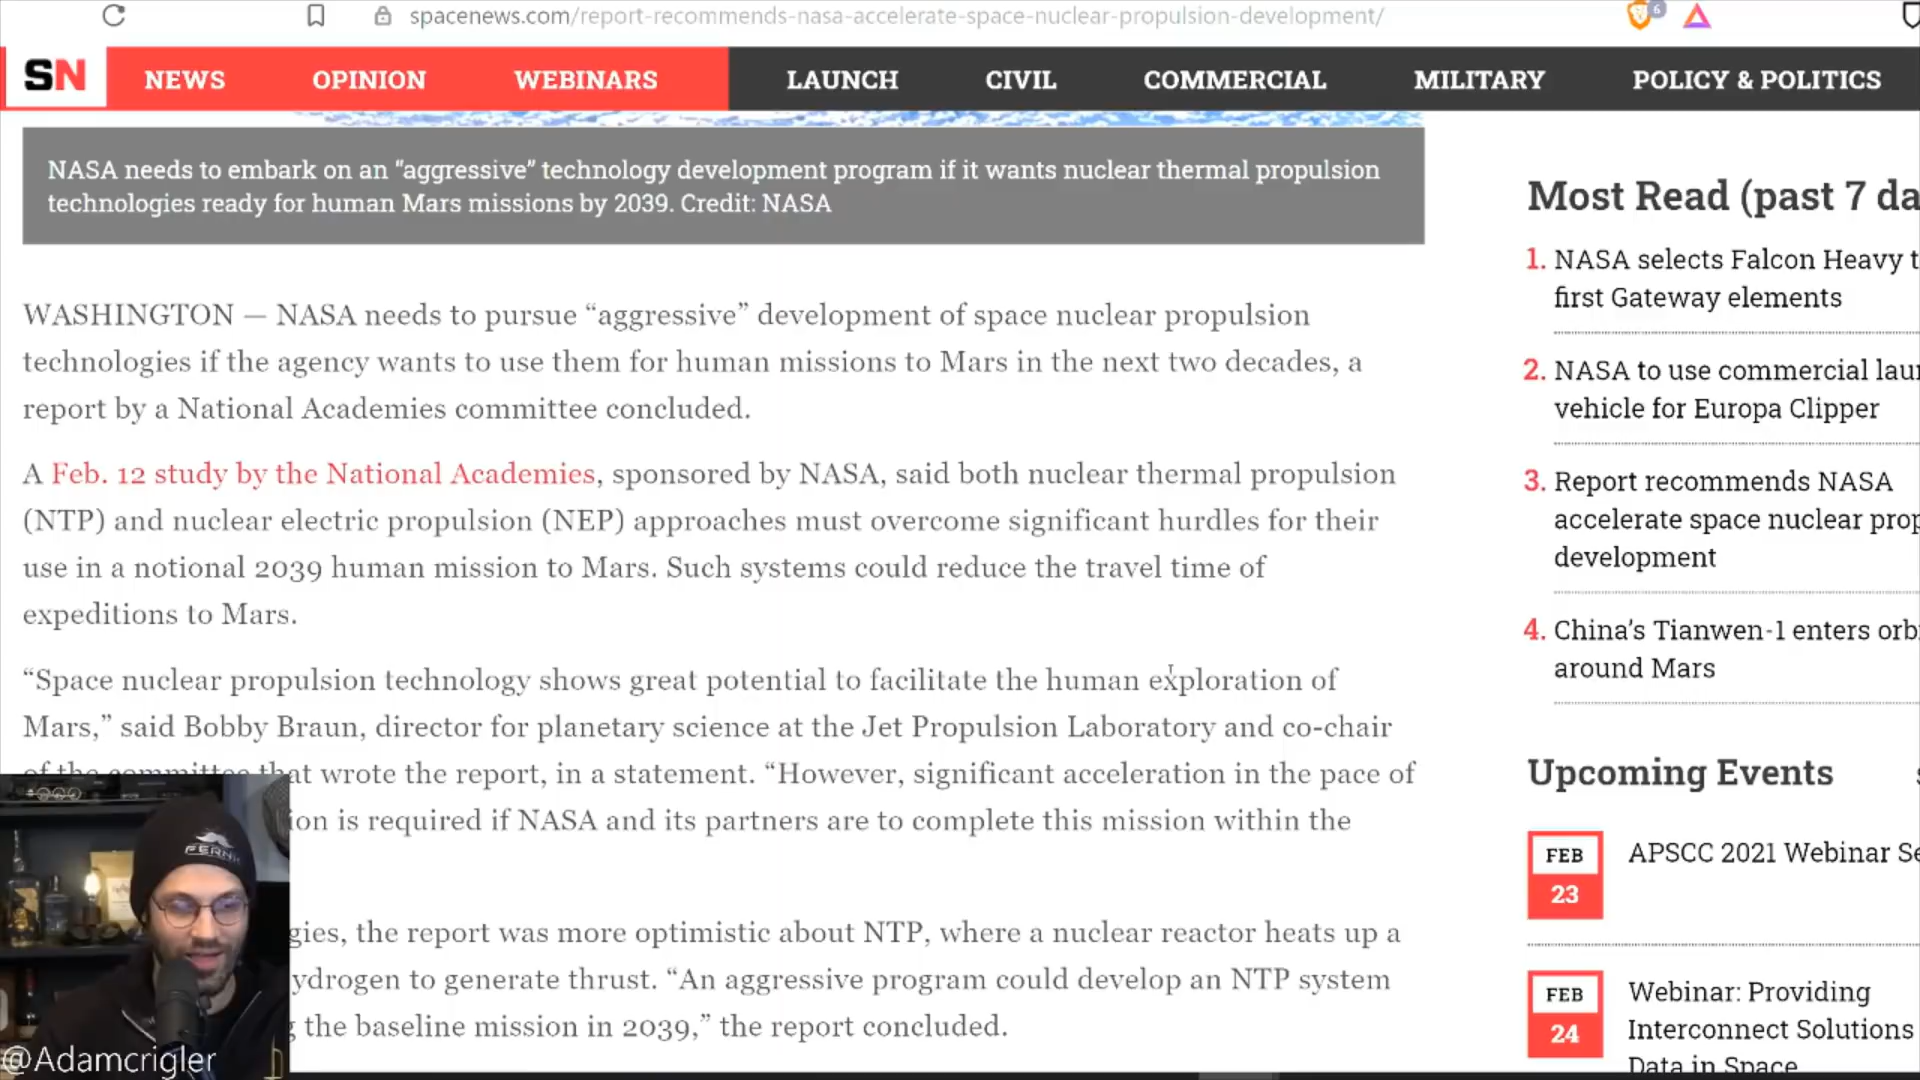 spacenews.com/report-recommends-nasa-accelerate-space-nuclear-propulsion-development/
6
SN
NEWS
OPINION
WEBINARS
LAUNCH
CIVIL
COMMERCIAL
MILITARY
POLICY & POLITICS
NASA needs to embark on an “aggressive” technology development program if it wants nuclear thermal propulsion
technologies ready for human Mars missions by 2039. Credit: NASA
WASHINGTON — NASA needs to pursue “aggressive” development of space nuclear propulsion
technologies if the agency wants to use them for human missions to Mars in the next two decades, a
report by a National Academies committee concluded.
A Feb. 12 study by the National Academies, sponsored by NASA, said both nuclear thermal propulsion
(NTP) and nuclear electric propulsion (NEP) approaches must overcome significant hurdles for their
use in a notional 2039 human mission to Mars. Such systems could reduce the travel time of
expeditions to Mars.
“Space nuclear propulsion technology shows great potential to facilitate the human exploration of
Mars,” said Bobby Braun, director for planetary science at the Jet Propulsion Laboratory and co-chair
of the committee that wrote the report, in a statement. “However, significant acceleration in the pace of
ion is required if NASA and its partners are to complete this mission within the
gies, the report was more optimistic about NTP, where a nuclear reactor heats up a
ydrogen to generate thrust. “An aggressive program could develop an NTP system
the baseline mission in 2039,” the report concluded.
Most Read (past 7 da
1. NASA selects Falcon Heavy t
first Gateway elements
2. NASA to use commercial lau
vehicle for Europa Clipper
3. Report recommends NASA
accelerate space nuclear prop
development
4. China’s Tianwen-1 enters orb
around Mars
Upcoming Events
FEB
23
APSCC 2021 Webinar Se
FEB
24
Webinar: Providing
Interconnect Solutions
Data in Space
@Adamcrigler